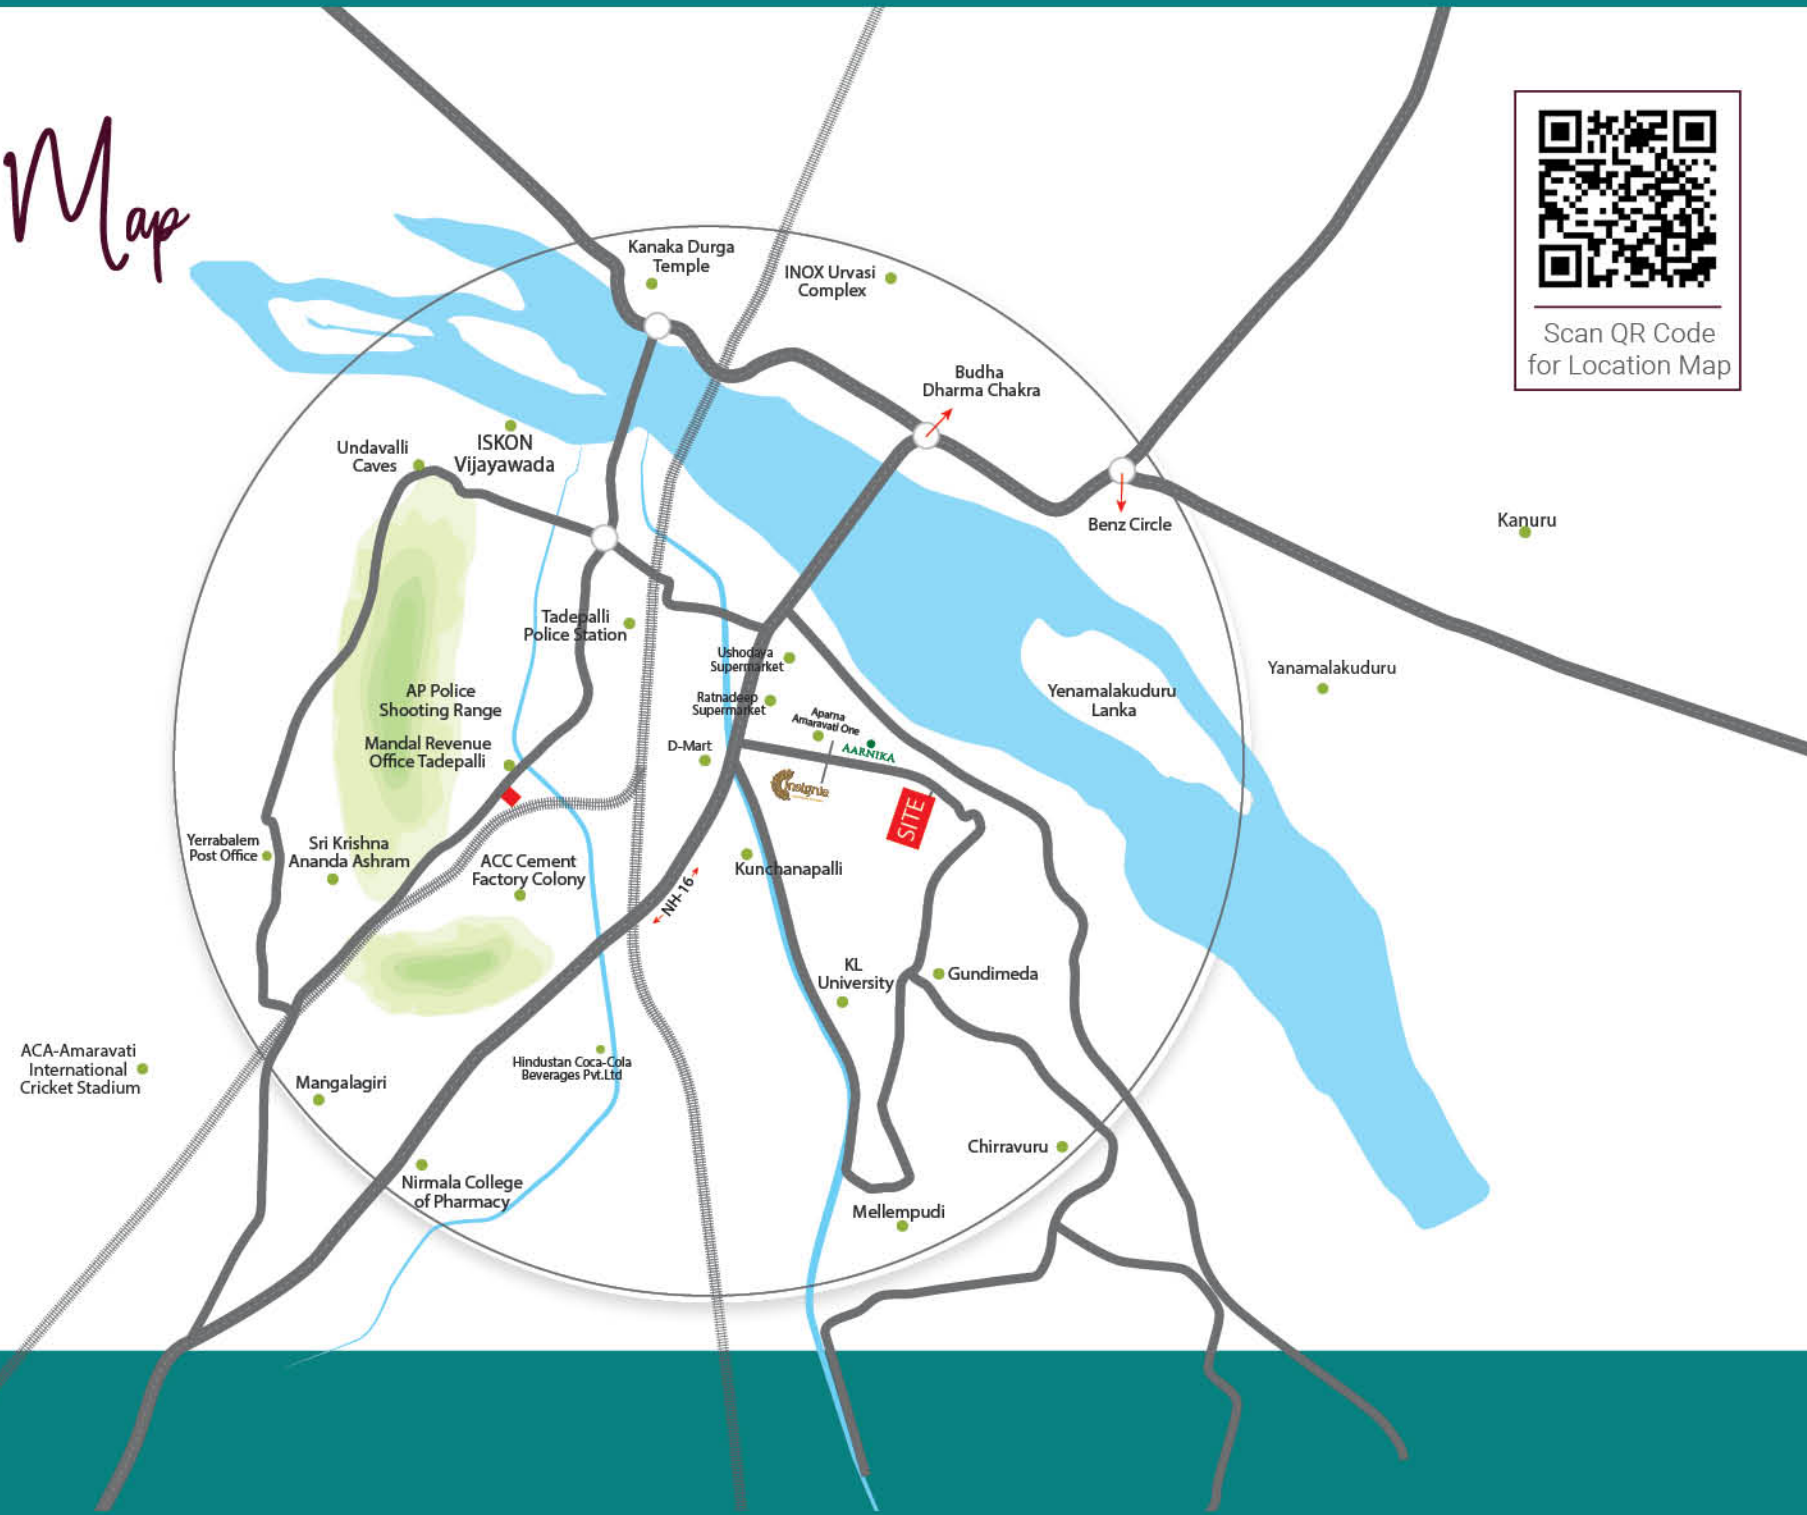 Map
Scan QR Code
for Location Map
Kanaka Durga
Temple
INOX Urvasi
Complex
Budha
Dharma Chakra
Benz Circle
Kanuru
Undavalli
Caves
ISKON
Vijayawada
Tadepalli
Police Station
Ushodaya
Supermarket
Ratnadeep
Supermarket
Aparna
Amaravati One
AARNIKA
D-Mart
Insignia
SITE
AP Police
Shooting Range
Mandal Revenue
Office Tadepalli
Yenamalakuduru
Lanka
Yanamalakuduru
Yerrabalem
Post Office
Sri Krishna
Ananda Ashram
ACC Cement
Factory Colony
NH-16
Kunchanapalli
KL
University
Gundimeda
ACA-Amaravati
International
Cricket Stadium
Mangalagiri
Hindustan Coca-Cola
Beverages Pvt.Ltd
Nirmala College
of Pharmacy
Chirravuru
Mellempudi